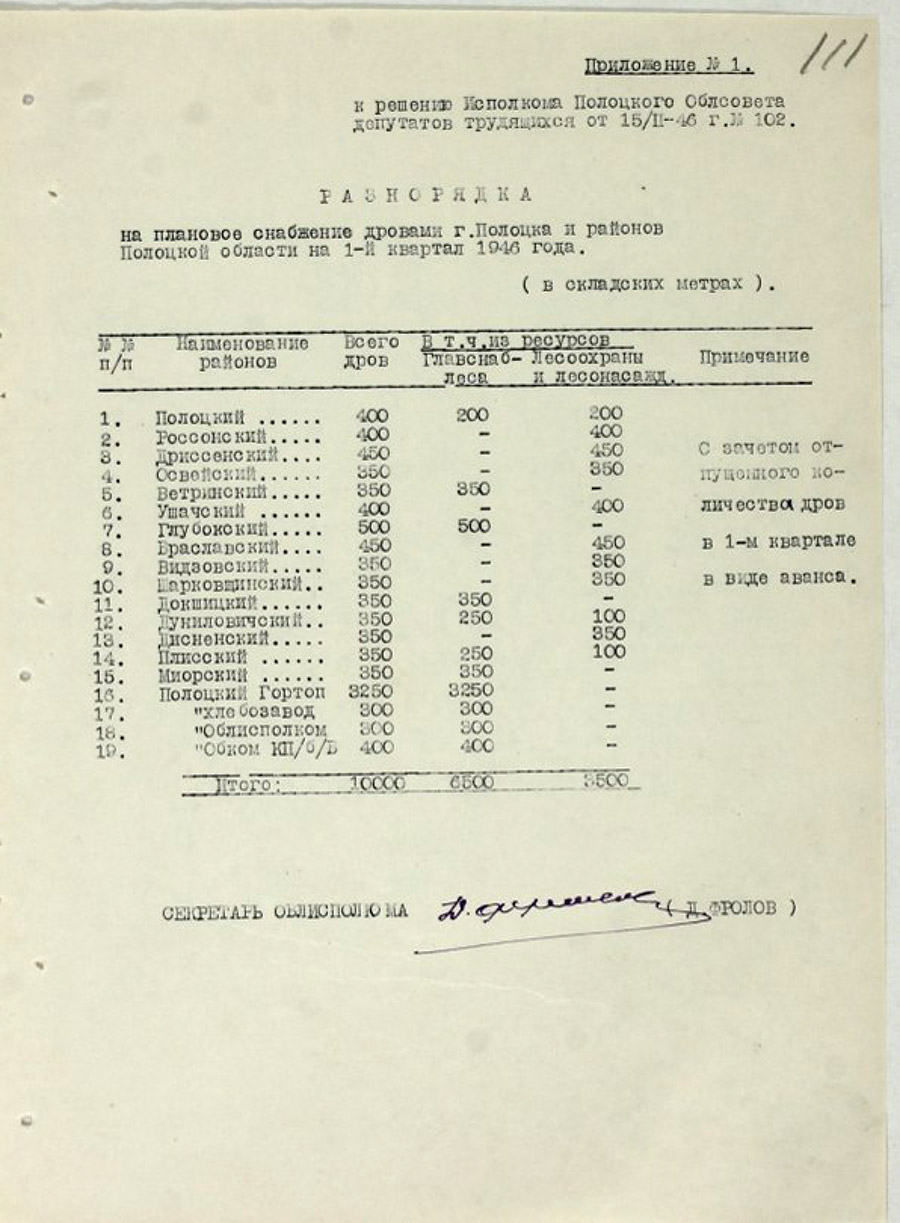 111
Приложение № 1.
к решению Исполкома Полоцкого Облсовета
депутатов трудящихся от 15/II-46 г.№ 102.
РАЗНОРЯДКА
на плановое снабжение дровами г.Полоцка и районов
Полоцкой области на 1-й квартал 1946 года.
( в складских метрах ).
№ № Наименование Всего В т.ч.из ресурсов
п/п районов дров Главснаб- Лесоохраны Примечание
леса и лесонасажд.
1. Полоцкий ...... 400 200 200
2. Россонский..... 400 - 400
3. Дриссенский.... 450 - 450 С зачетом от-
4. Освейский...... 350 - 350 пущенного ко-
5. Ветринский..... 350 350 -
6. Ушачский ...... 400 - 400 личества дров
7. Глубокский..... 500 500 -
8. Браславский.... 450 - 450 в 1-м квартале
9. Видзовский..... 350 - 350
10. Шарковщинский.. 350 - 350 в виде аванса.
11. Докшицкий...... 350 350 -
12. Дуниловичский.. 350 250 100
13. Дисненский..... 350 - 350
14. Плисский ...... 350 250 100
15. Миорский ...... 350 350 -
16. Полоцкий Гортоп 3250 3250 -
17. "хлебозавод 300 300 -
18. "Облисполком 300 300 -
19. "Обком КП/б/Б 400 400 -
Итого: 10000 6500 3500
СЕКРЕТАРЬ ОБЛИСПОЛКОМА ( Д.ФРОЛОВ )